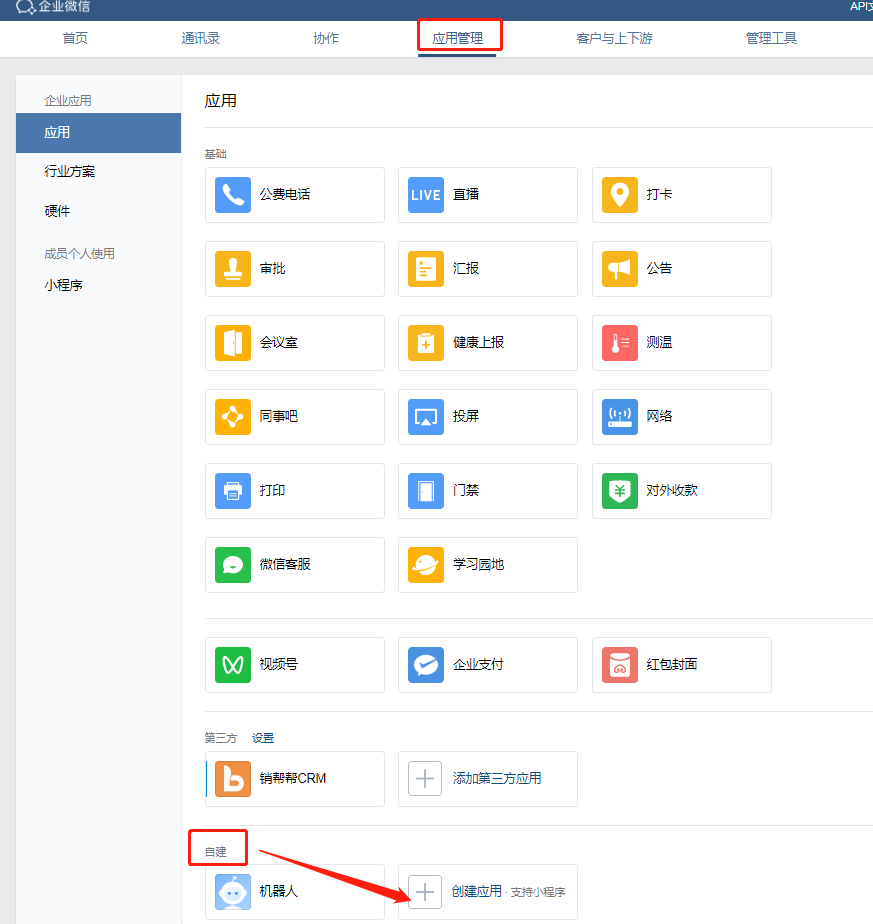 企业微信
API文
首页 通讯录 协作 应用管理 客户与上下游 管理工具
企业应用
应用
行业方案
硬件
成员个人使用
小程序
应用
基础
公费电话 LIVE 直播 打卡
审批 汇报 公告
会议室 健康上报 测温
同事吧 投屏 网络
打印 门禁 对外收款
微信客服 学习园地
视频号 企业支付 红包封面
第三方 设置
销帮帮CRM 添加第三方应用
自建
机器人 创建应用 · 支持小程序